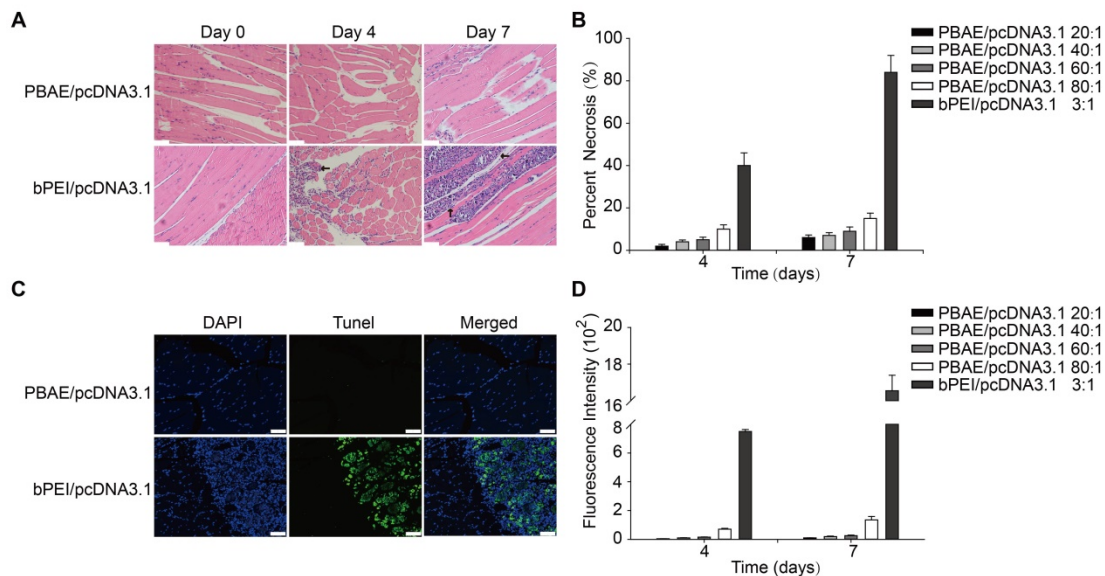 A
Day 0
Day 4
Day 7
PBAE/pcDNA3.1
bPEI/pcDNA3.1
B
Percent Necrosis (%)
100
80
60
40
20
0
4
7
Time (days)
PBAE/pcDNA3.1 20:1
PBAE/pcDNA3.1 40:1
PBAE/pcDNA3.1 60:1
PBAE/pcDNA3.1 80:1
bPEI/pcDNA3.1 3:1
C
DAPI
Tunel
Merged
PBAE/pcDNA3.1
bPEI/pcDNA3.1
D
Fluorescence Intensity (10²)
20
18
16
8
6
4
2
0
4
7
Time (days)
PBAE/pcDNA3.1 20:1
PBAE/pcDNA3.1 40:1
PBAE/pcDNA3.1 60:1
PBAE/pcDNA3.1 80:1
bPEI/pcDNA3.1 3:1